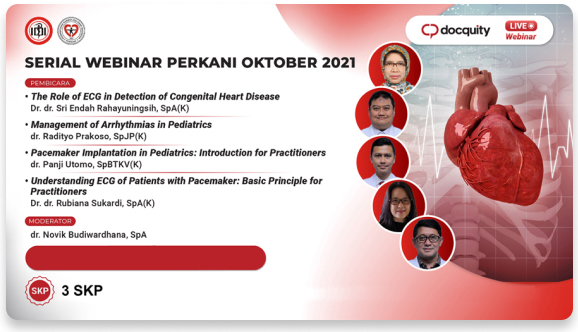 docquity
LIVE
Webinar
SERIAL WEBINAR PERKANI OKTOBER 2021
PEMBICARA
• The Role of ECG in Detection of Congenital Heart Disease
Dr. dr. Sri Endah Rahayuningsih, SpA(K)
• Management of Arrhythmias in Pediatrics
dr. Radityo Prakoso, SpJP(K)
• Pacemaker Implantation in Pediatrics: Introduction for Practitioners
dr. Panji Utomo, SpBTKV(K)
• Understanding ECG of Patients with Pacemaker: Basic Principle for
Practitioners
Dr. dr. Rubiana Sukardi, SpA(K)
MODERATOR
dr. Novik Budiwardhana, SpA
SKP
3 SKP